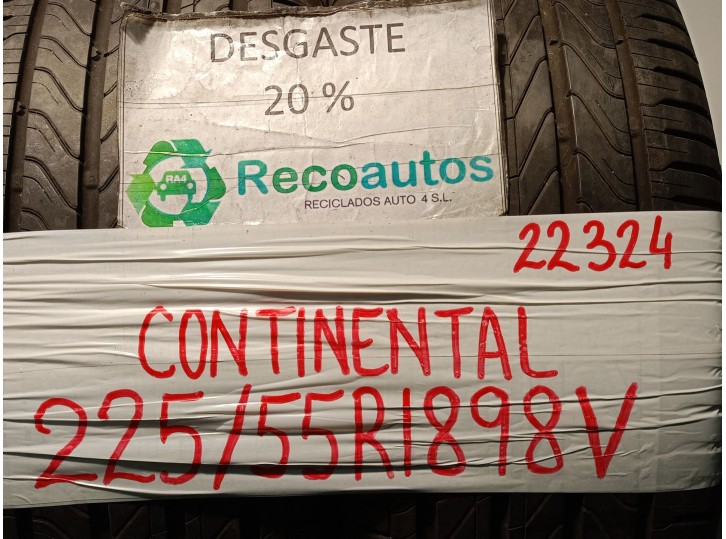 DESGASTE
20 %
RA4
Recoautos
RECICLADOS AUTO 4 S.L.
22324
CONTINENTAL
225/55R1898V